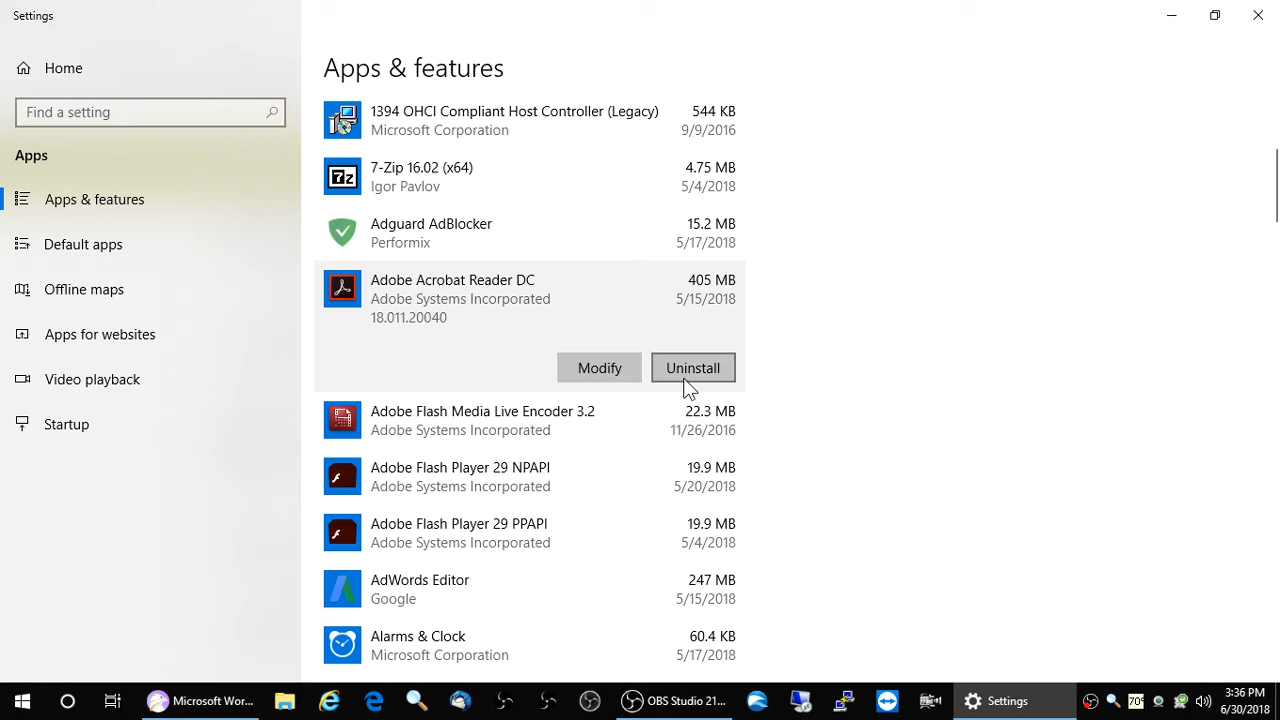 Settings
Home
Find a setting
Apps
Apps & features
Default apps
Offline maps
Apps for websites
Video playback
Startup
Apps & features
1394 OHCI Compliant Host Controller (Legacy) 544 KB
Microsoft Corporation 9/9/2016
7-Zip 16.02 (x64) 4.75 MB
Igor Pavlov 5/4/2018
Adguard AdBlocker 15.2 MB
Performix 5/17/2018
Adobe Acrobat Reader DC 405 MB
Adobe Systems Incorporated 5/15/2018
18.011.20040
Modify Uninstall
Adobe Flash Media Live Encoder 3.2 22.3 MB
Adobe Systems Incorporated 11/26/2016
Adobe Flash Player 29 NPAPI 19.9 MB
Adobe Systems Incorporated 5/20/2018
Adobe Flash Player 29 PPAPI 19.9 MB
Adobe Systems Incorporated 5/4/2018
AdWords Editor 247 MB
Google 5/15/2018
Alarms & Clock 60.4 KB
Microsoft Corporation 5/17/2018
Microsoft Wor... OBS Studio 21... Settings 70° 3:36 PM
6/30/2018